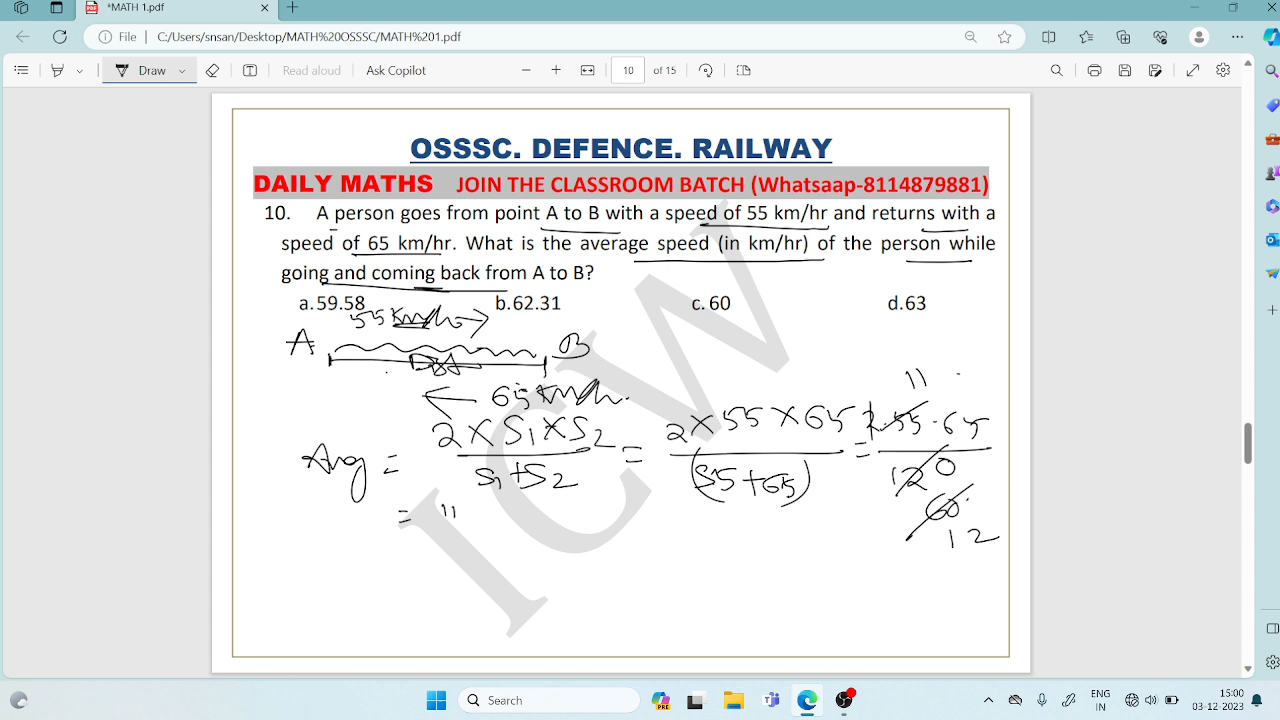 *MATH 1.pdf
File C:/Users/snsan/Desktop/MATH%20OSSSC/MATH%201.pdf
Draw Read aloud Ask Copilot 10 of 15
OSSSC. DEFENCE. RAILWAY
DAILY MATHS JOIN THE CLASSROOM BATCH (Whatsaap-8114879881)
10. A person goes from point A to B with a speed of 55 km/hr and returns with a
speed of 65 km/hr. What is the average speed (in km/hr) of the person while
going and coming back from A to B?
a. 59.58 b. 62.31 c. 60 d. 63
55 km/h
A B
65 km/h
Avg = 2 × S1 × S2 / S1 + S2 = 2 × 55 × 65 / (55 + 65) = 2.55.65 / 120
11
60
12
= 11
ICW
Search
PRE
ENG
IN
15:00
03-12-2023